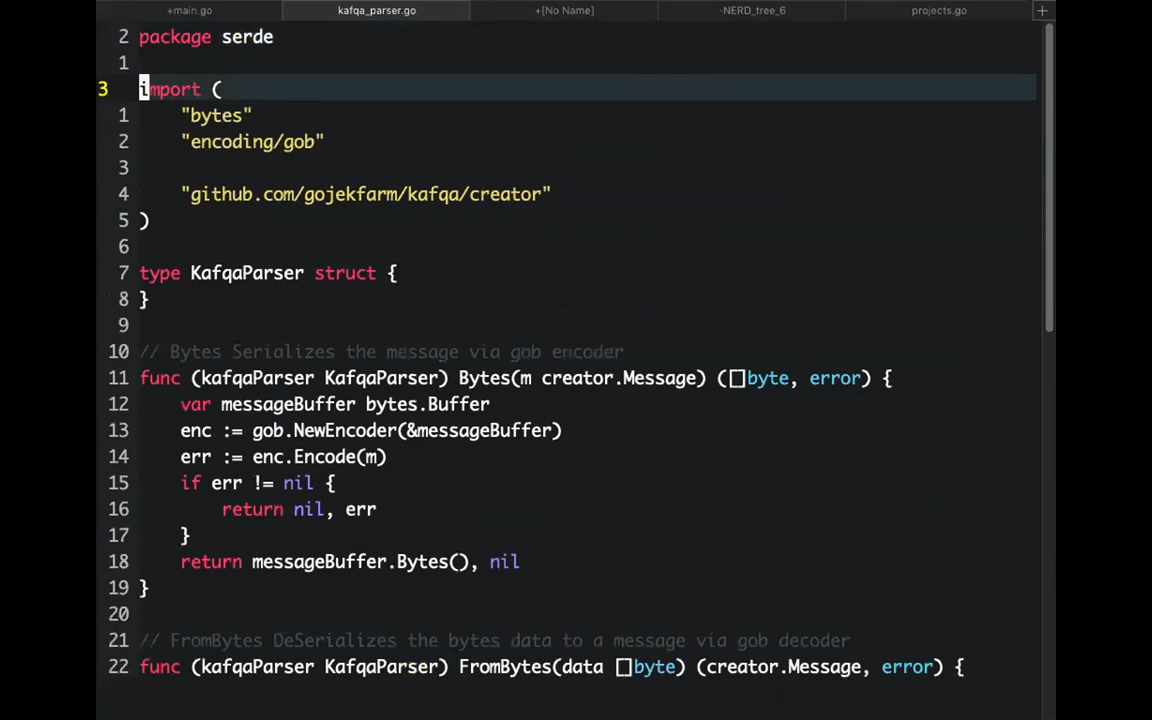 +main.go kafqa_parser.go +[No Name] -NERD_tree_6 projects.go +
2 package serde
1
3 import (
1 "bytes"
2 "encoding/gob"
3
4 "github.com/gojekfarm/kafqa/creator"
5 )
6
7 type KafqaParser struct {
8 }
9
10 // Bytes Serializes the message via gob encoder
11 func (kafqaParser KafqaParser) Bytes(m creator.Message) ([]byte, error) {
12 var messageBuffer bytes.Buffer
13 enc := gob.NewEncoder(&messageBuffer)
14 err := enc.Encode(m)
15 if err != nil {
16 return nil, err
17 }
18 return messageBuffer.Bytes(), nil
19 }
20
21 // FromBytes DeSerializes the bytes data to a message via gob decoder
22 func (kafqaParser KafqaParser) FromBytes(data []byte) (creator.Message, error) {